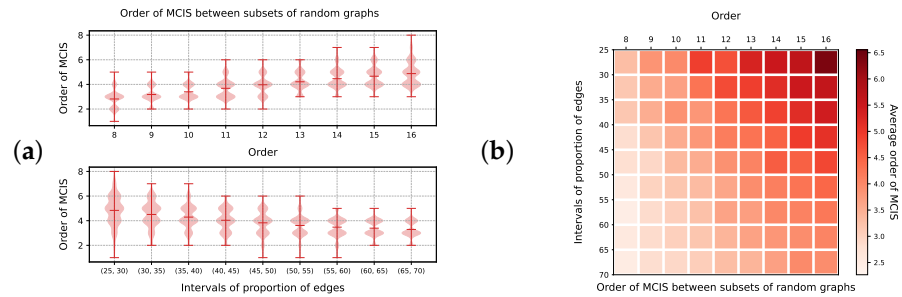 Order of MCIS between subsets of random graphs
Order of MCIS
8
6
4
2
8 9 10 11 12 13 14 15 16
Order
(a)
Order of MCIS
8
6
4
2
(25, 30) (30, 35) (35, 40) (40, 45) (45, 50) (50, 55) (55, 60) (60, 65) (65, 70)
Intervals of proportion of edges
(b)
Order
8 9 10 11 12 13 14 15 16
Intervals of proportion of edges
25
30
35
40
45
50
55
60
65
70
Order of MCIS between subsets of random graphs
6.5
6.0
5.5
5.0
4.5
4.0
3.5
3.0
2.5
Average order of MCIS